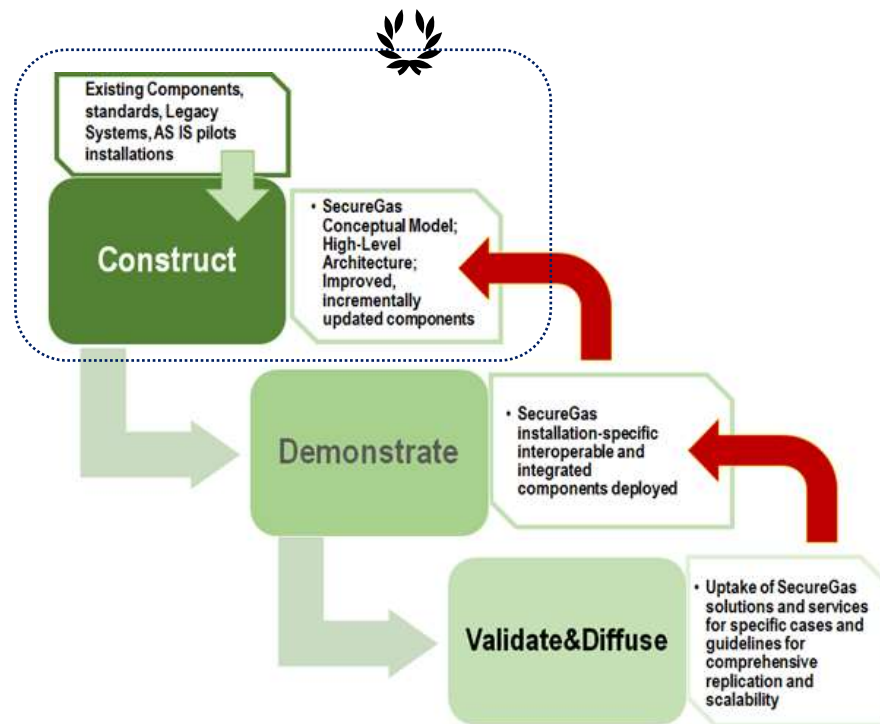 Existing Components,
standards, Legacy
Systems, AS IS pilots
installations
Construct
• SecureGas
Conceptual Model;
High-Level
Architecture;
Improved,
incrementally
updated components
Demonstrate
• SecureGas
installation-specific
interoperable and
integrated
components deployed
Validate&Diffuse
• Uptake of SecureGas
solutions and services
for specific cases and
guidelines for
comprehensive
replication and
scalability